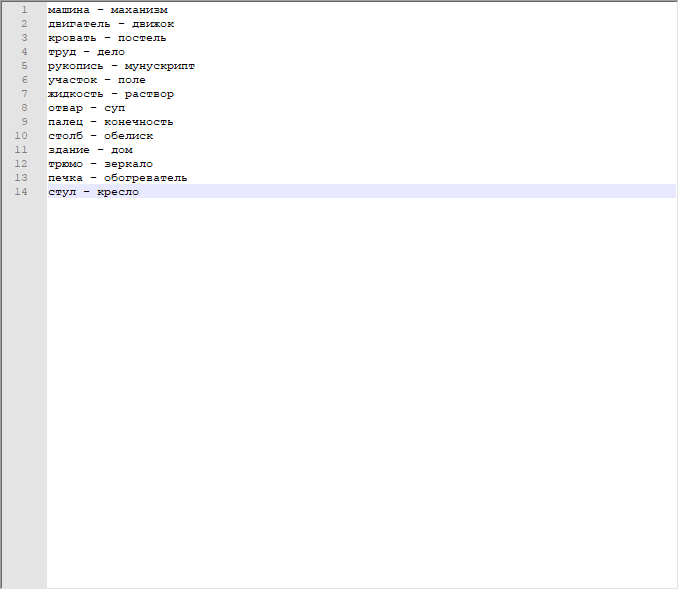 1 машина - маханизм
2 двигатель - движок
3 кровать - постель
4 труд - дело
5 рукопись - мунускрипт
6 участок - поле
7 жидкость - раствор
8 отвар - суп
9 палец - конечность
10 столб - обелиск
11 здание - дом
12 трюмо - зеркало
13 печка - обогреватель
14 стул - кресло